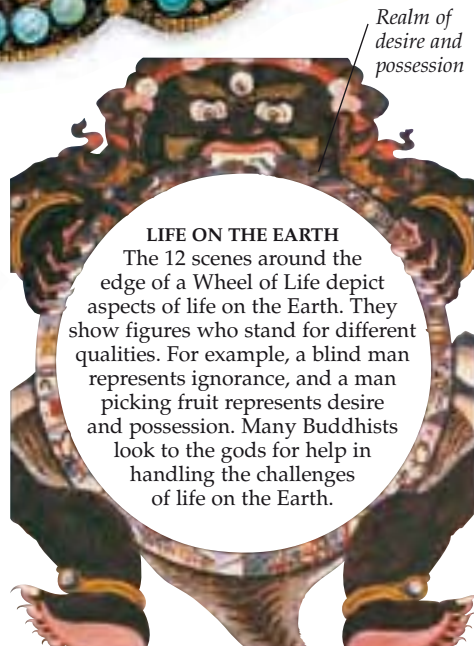 Realm of
desire and
possession
LIFE ON THE EARTH
The 12 scenes around the
edge of a Wheel of Life depict
aspects of life on the Earth. They
show figures who stand for different
qualities. For example, a blind man
represents ignorance, and a man
picking fruit represents desire
and possession. Many Buddhists
look to the gods for help in
handling the challenges
of life on the Earth.